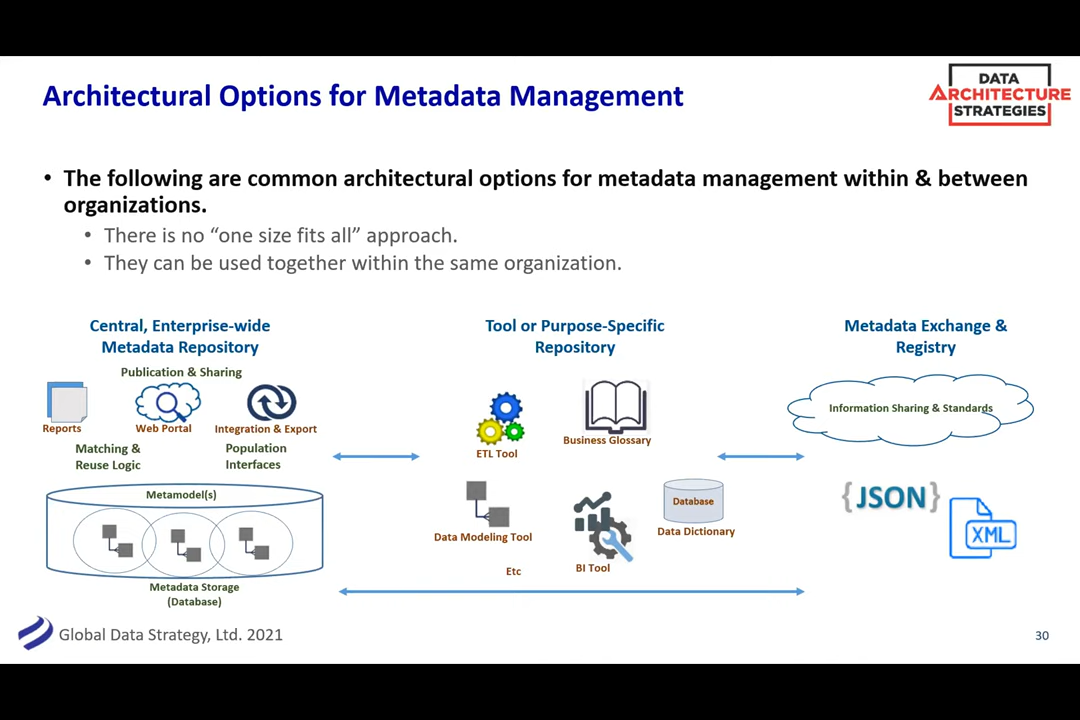 Architectural Options for Metadata Management
DATA
ARCHITECTURE
STRATEGIES
• The following are common architectural options for metadata management within & between
organizations.
• There is no “one size fits all” approach.
• They can be used together within the same organization.
Central, Enterprise-wide
Metadata Repository
Publication & Sharing
Reports
Web Portal
Integration & Export
Matching &
Reuse Logic
Population
Interfaces
Metamodel(s)
Metadata Storage
(Database)
Tool or Purpose-Specific
Repository
ETL Tool
Business Glossary
Data Modeling Tool
BI Tool
Database
Data Dictionary
Etc
Metadata Exchange &
Registry
Information Sharing & Standards
{JSON}
XML
Global Data Strategy, Ltd. 2021
30